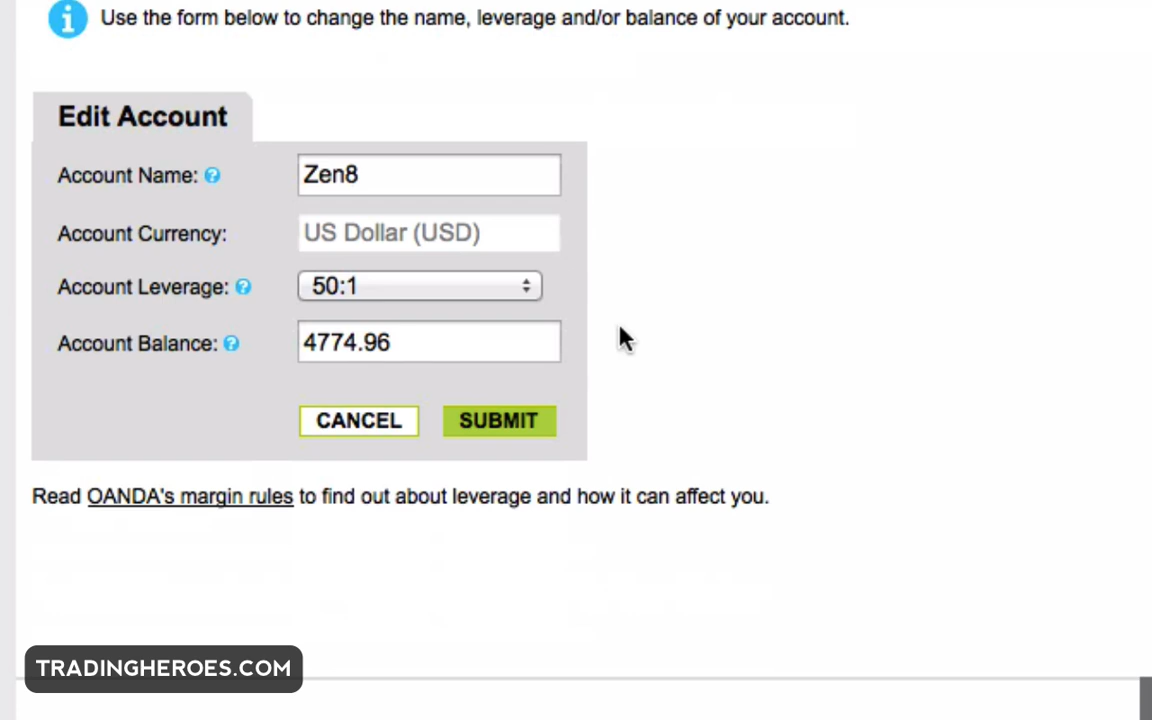 Use the form below to change the name, leverage and/or balance of your account.
Edit Account
Account Name: ?
Zen8
Account Currency:
US Dollar (USD)
Account Leverage: ?
50:1
Account Balance: ?
4774.96
CANCEL
SUBMIT
Read OANDA's margin rules to find out about leverage and how it can affect you.
TRADINGHEROES.COM